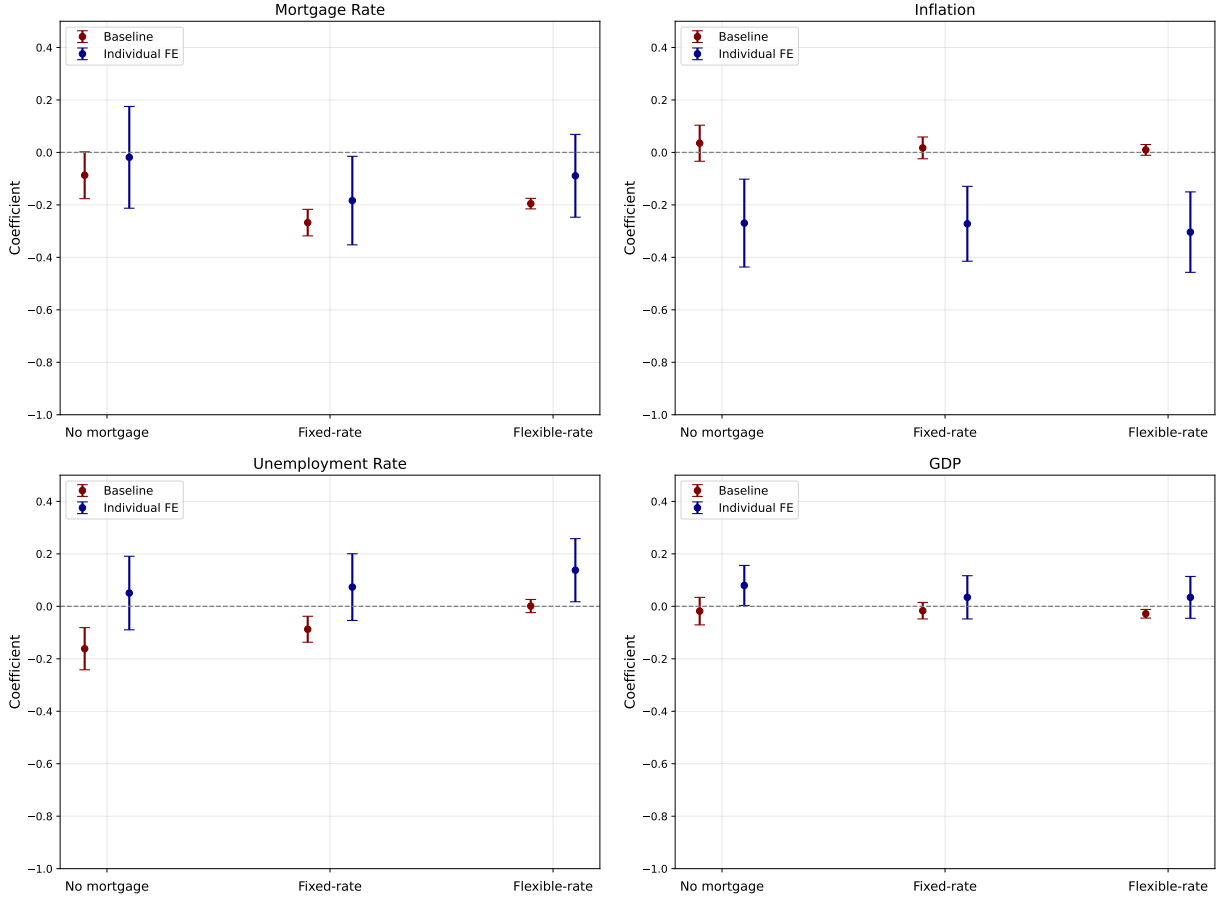 Mortgage Rate
Baseline
Individual FE
Coefficient
0.4
0.2
0.0
−0.2
−0.4
−0.6
−0.8
−1.0
No mortgage Fixed-rate Flexible-rate
Inflation
Baseline
Individual FE
Coefficient
0.4
0.2
0.0
−0.2
−0.4
−0.6
−0.8
−1.0
No mortgage Fixed-rate Flexible-rate
Unemployment Rate
Baseline
Individual FE
Coefficient
0.4
0.2
0.0
−0.2
−0.4
−0.6
−0.8
−1.0
No mortgage Fixed-rate Flexible-rate
GDP
Baseline
Individual FE
Coefficient
0.4
0.2
0.0
−0.2
−0.4
−0.6
−0.8
−1.0
No mortgage Fixed-rate Flexible-rate